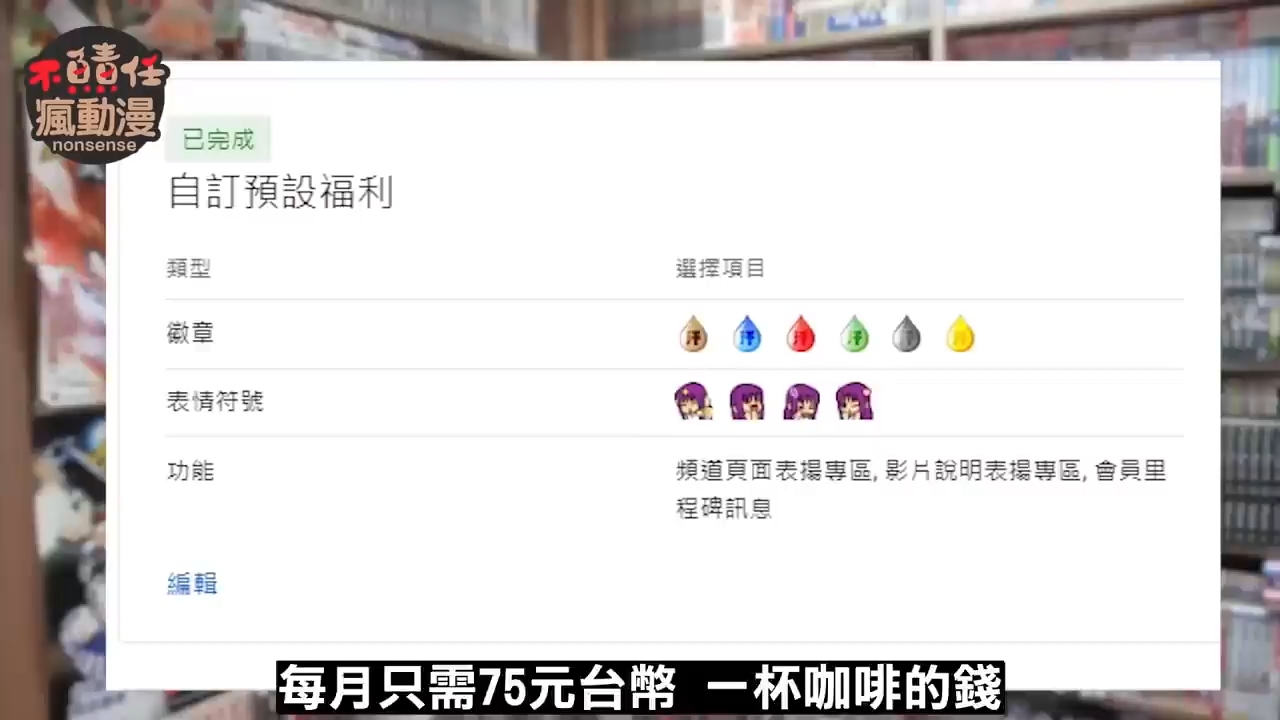 不負責任
瘋動漫
nonsense
已完成
自訂預設福利
類型
選擇項目
徽章
表情符號
功能
頻道頁面表揚專區, 影片說明表揚專區, 會員里
程碑訊息
編輯
每月只需75元台幣 一杯咖啡的錢